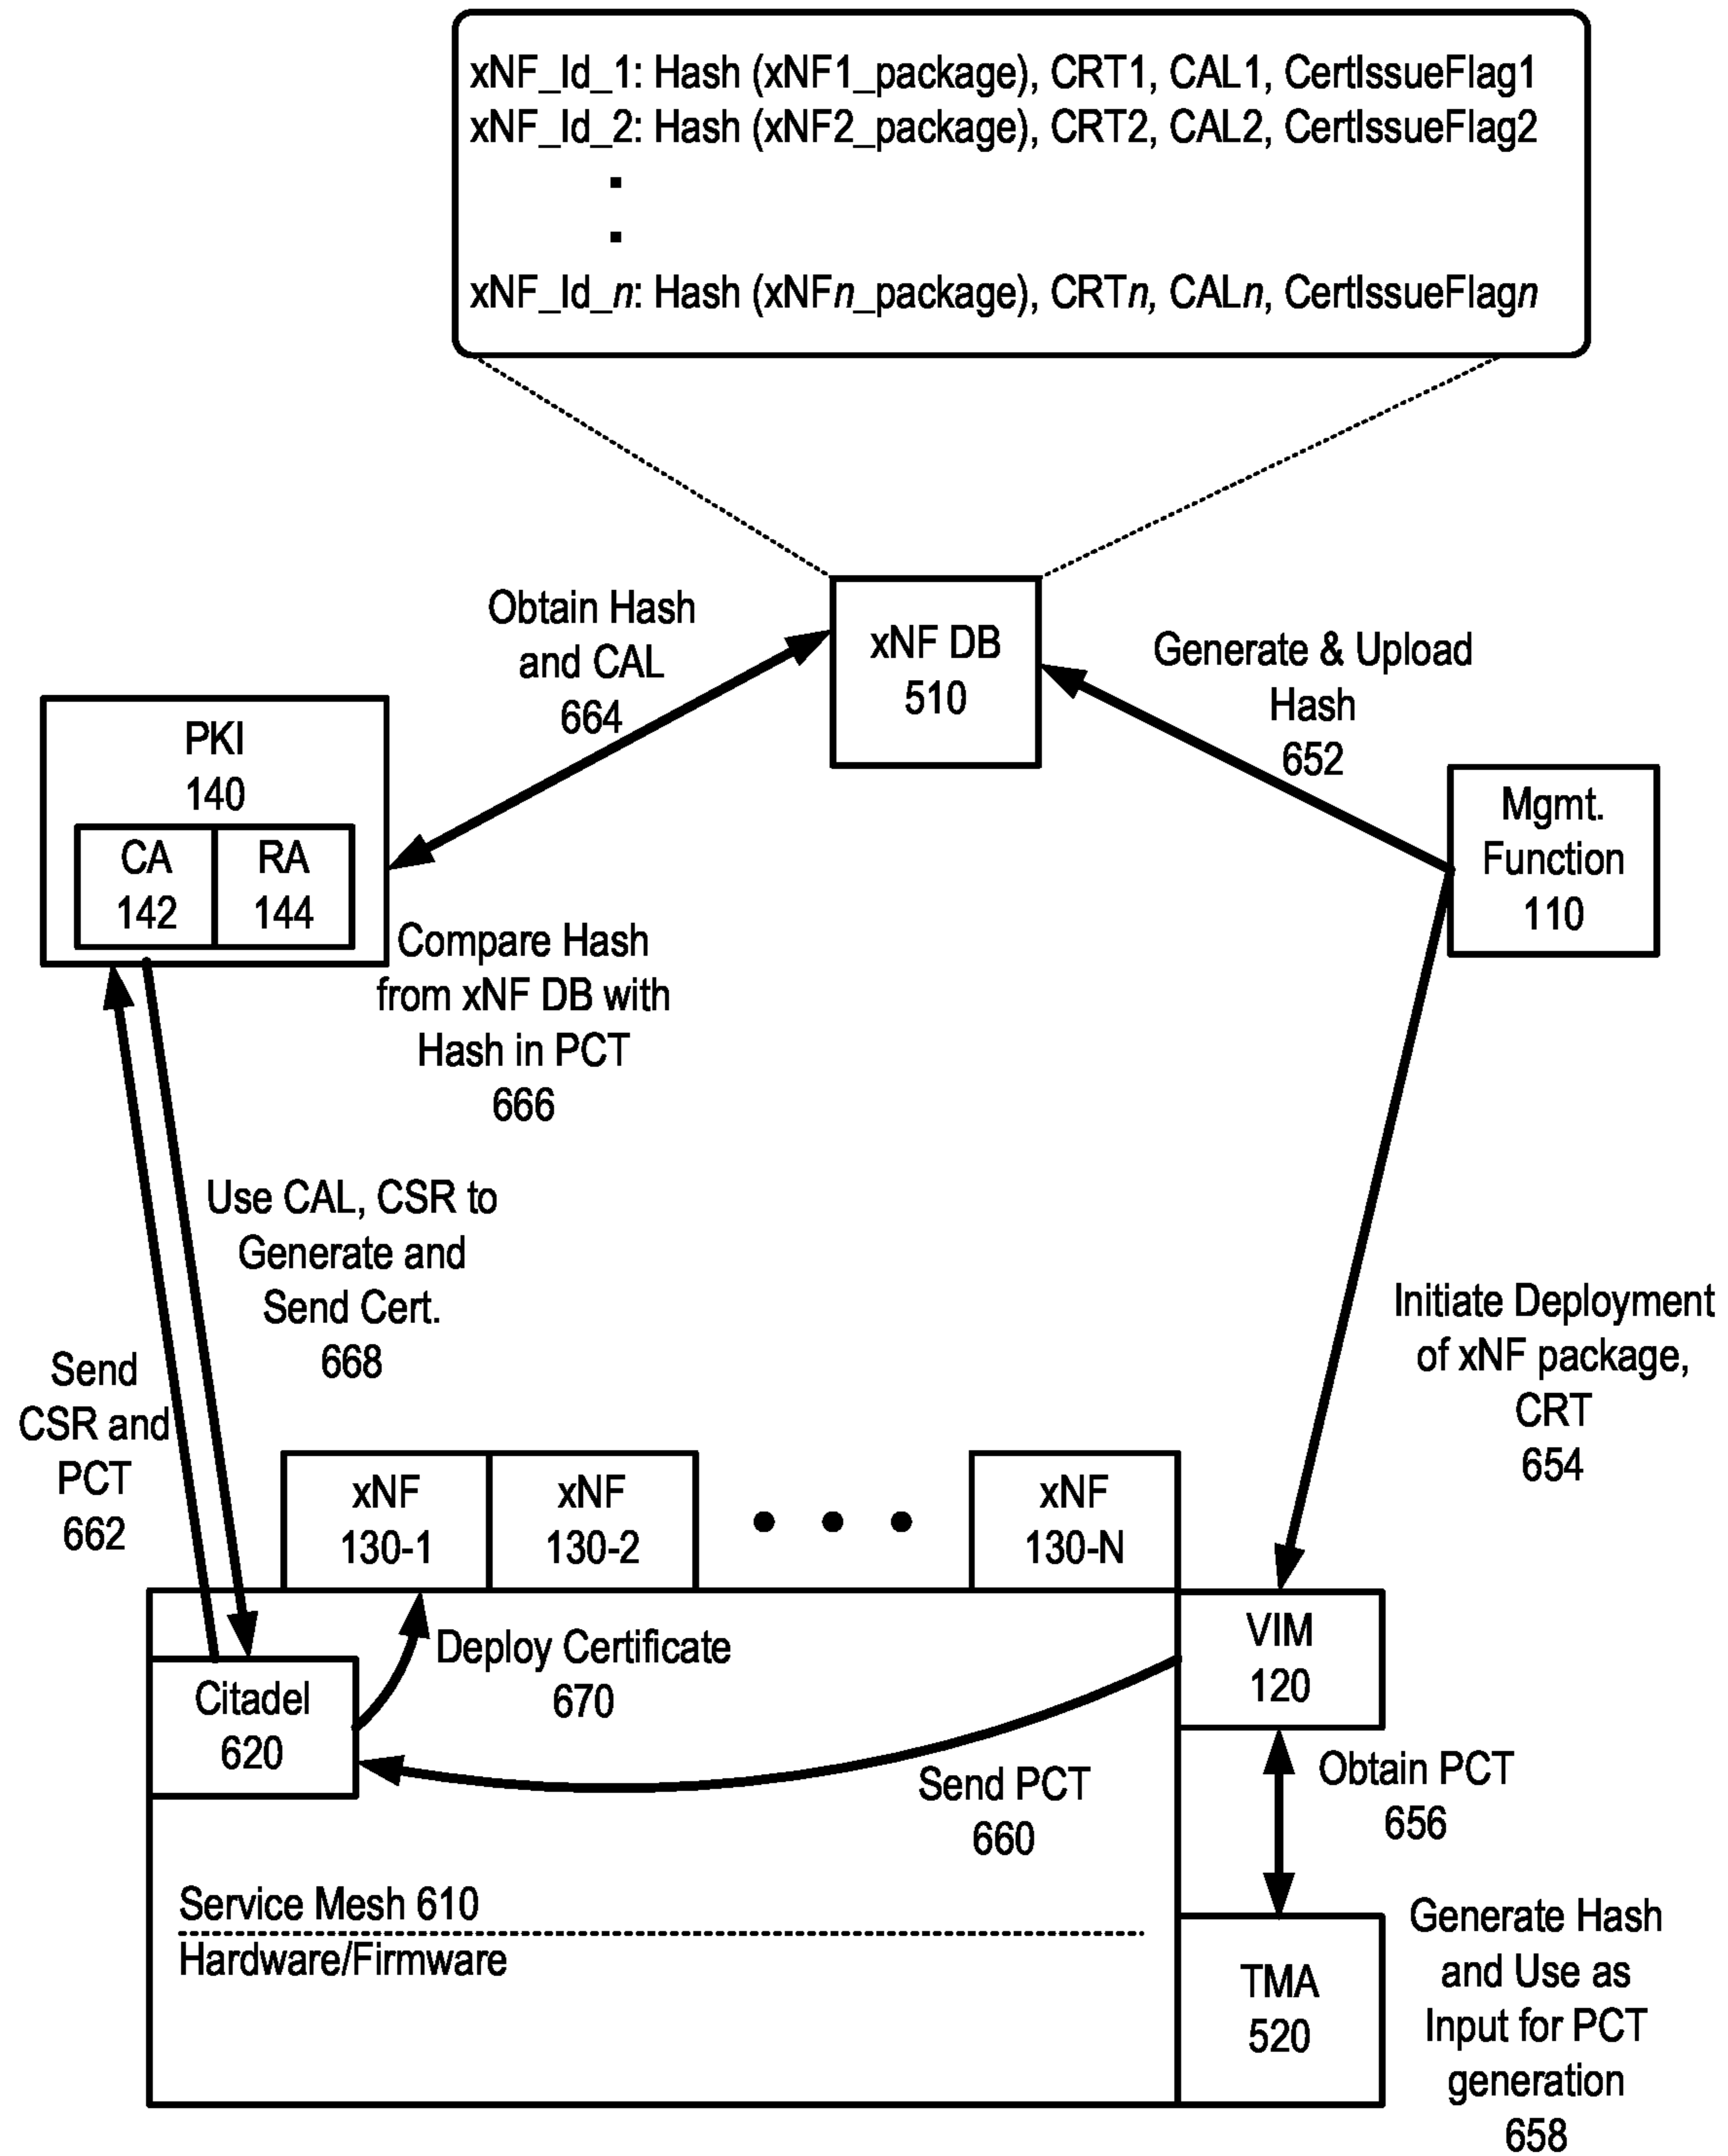 xNF_Id_1: Hash (xNF1_package), CRT1, CAL1, CertIssueFlag1
xNF_Id_2: Hash (xNF2_package), CRT2, CAL2, CertIssueFlag2
xNF_Id_n: Hash (xNFn_package), CRTn, CALn, CertIssueFlagn
Obtain Hash
and CAL
664
xNF DB
510
Generate & Upload
Hash
652
PKI
140
CA
142
RA
144
Mgmt.
Function
110
Compare Hash
from xNF DB with
Hash in PCT
666
Use CAL, CSR to
Generate and
Send Cert.
668
Send
CSR and
PCT
662
Initiate Deployment
of xNF package,
CRT
654
xNF
130-1
xNF
130-2
xNF
130-N
VIM
120
Deploy Certificate
670
Citadel
620
Send PCT
660
Obtain PCT
656
Service Mesh 610
Hardware/Firmware
TMA
520
Generate Hash
and Use as
Input for PCT
generation
658